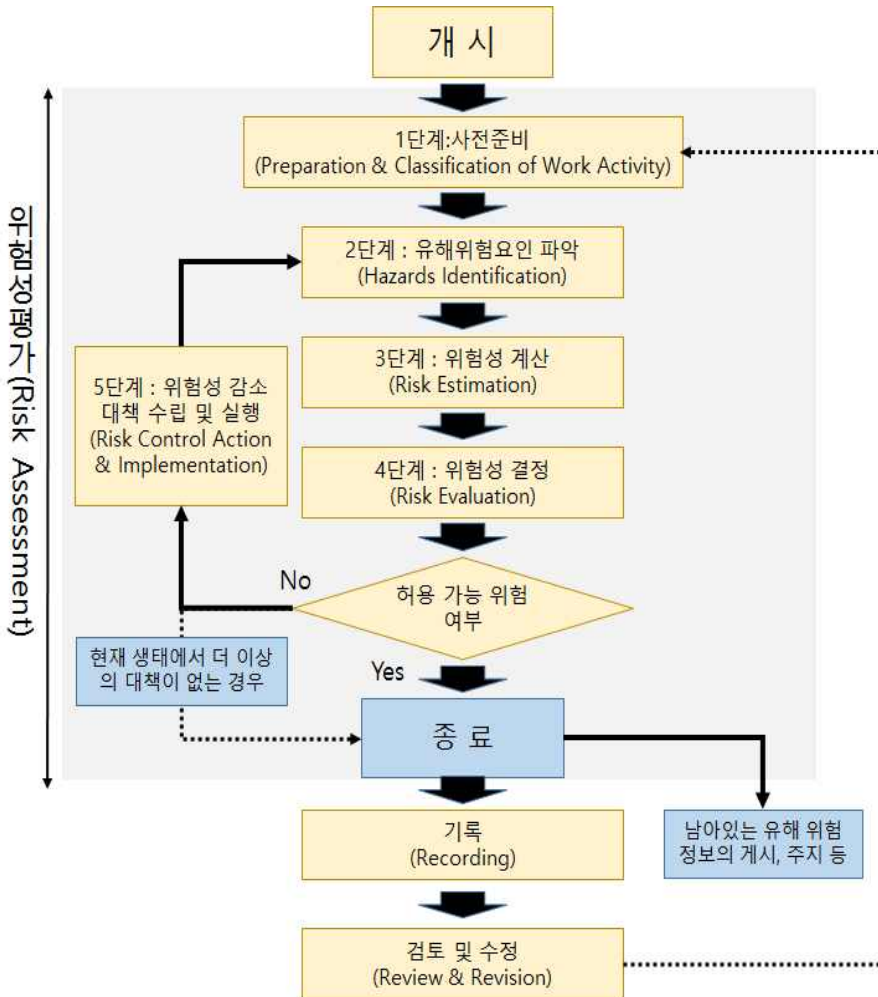 개 시
1단계:사전준비
(Preparation & Classification of Work Activity)
2단계 : 유해위험요인 파악
(Hazards Identification)
3단계 : 위험성 계산
(Risk Estimation)
5단계 : 위험성 감소
대책 수립 및 실행
(Risk Control Action
& Implementation)
4단계 : 위험성 결정
(Risk Evaluation)
No
허용 가능 위험
여부
현재 생태에서 더 이상
의 대책이 없는 경우
Yes
종 료
기록
(Recording)
남아있는 유해 위험
정보의 게시, 주지 등
검토 및 수정
(Review & Revision)
위험성평가(Risk Assessment)